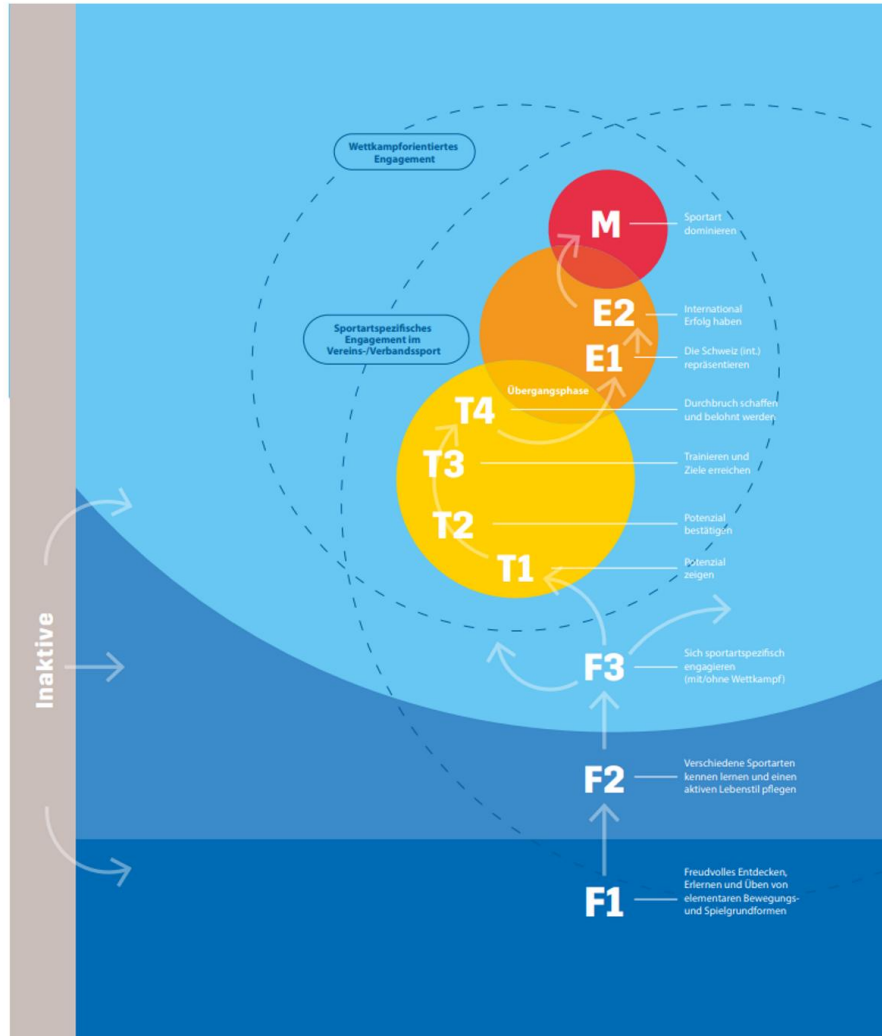 Wettkampforientiertes
Engagement
M
Sportart
dominieren
E2
International
Erfolg haben
Sportartspezifisches
Engagement im
Vereins-/Verbandssport
E1
Die Schweiz (int.)
repräsentieren
Übergangsphase
T4
Durchbruch schaffen
und belohnt werden
T3
Trainieren und
Ziele erreichen
T2
Potenzial
bestätigen
T1
Potenzial
zeigen
Inaktive
F3
Sich sportartspezifisch
engagieren
(mit/ohne Wettkampf)
F2
Verschiedene Sportarten
kennen lernen und einen
aktiven Lebenstil pflegen
F1
Freudvolles Entdecken,
Erlernen und Üben von
elementaren Bewegungs-
und Spielgrundformen